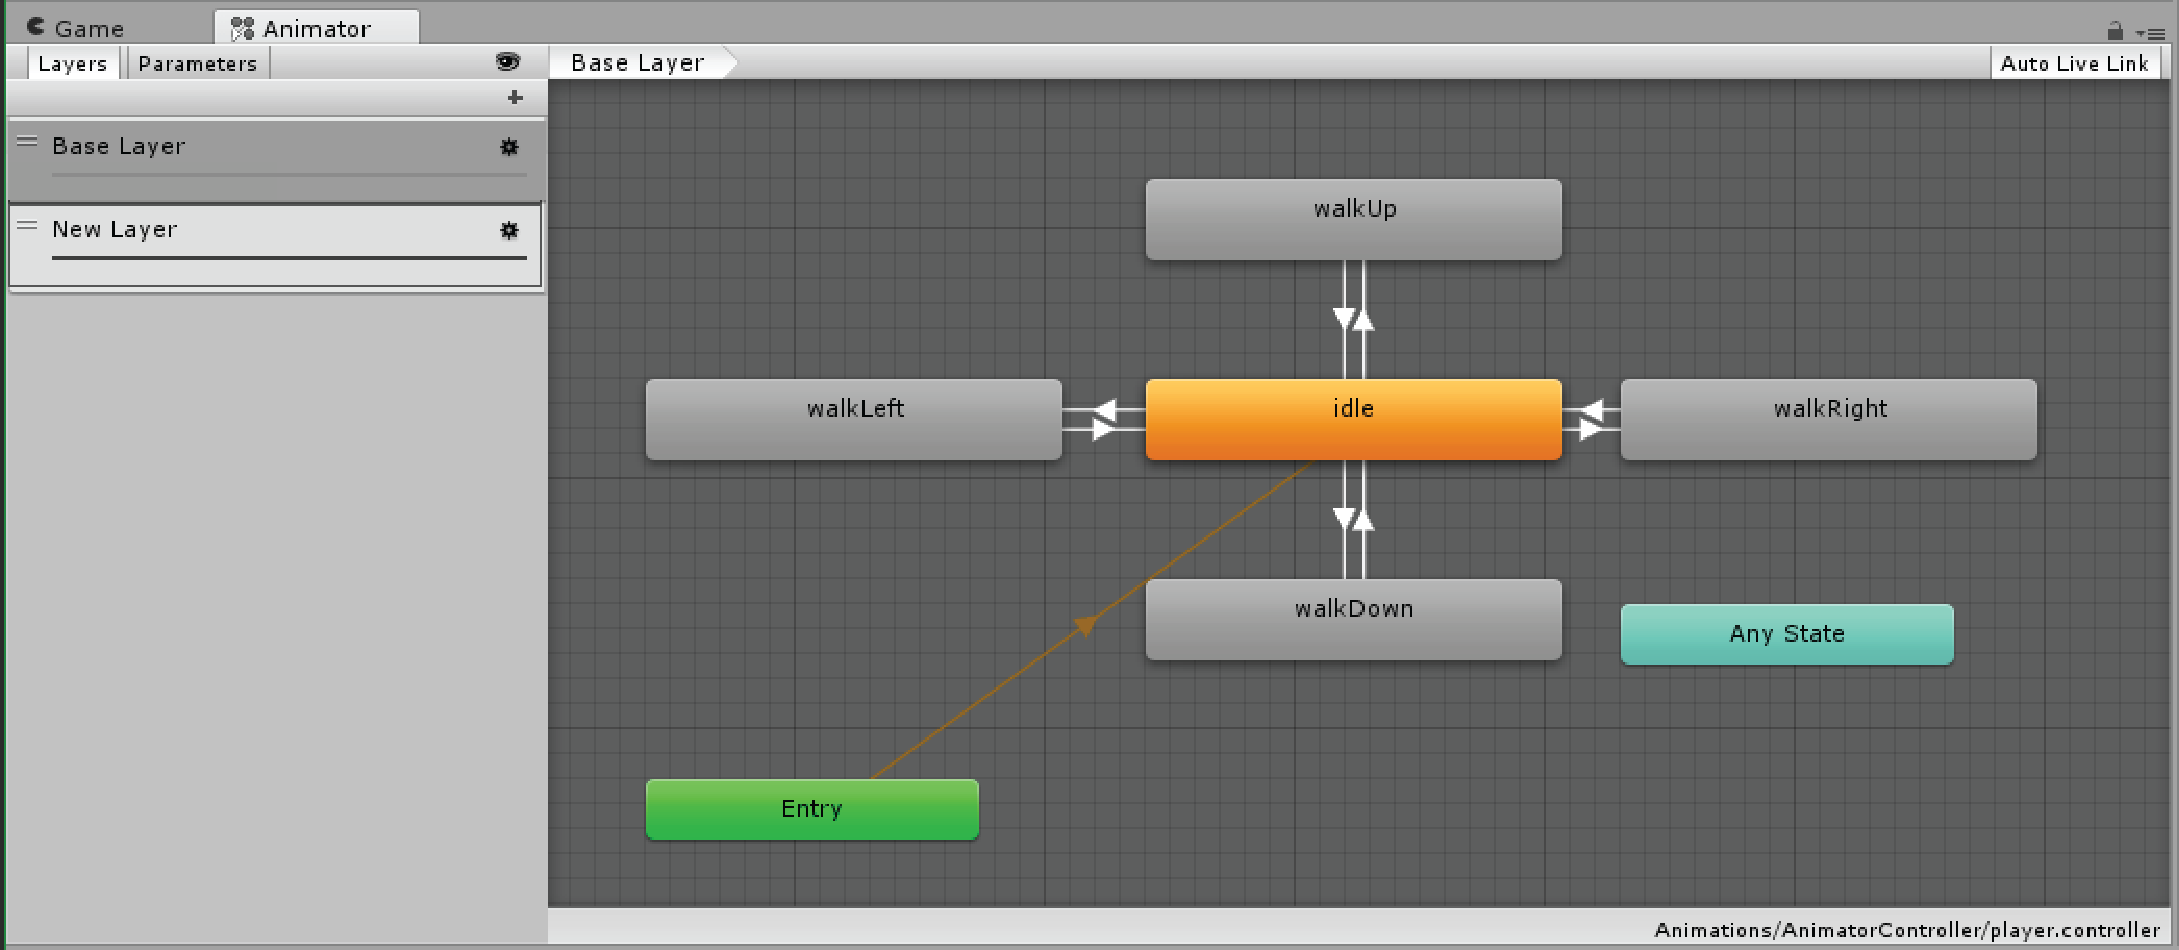 Game
Animator
Layers
Parameters
Base Layer
Auto Live Link
Base Layer
New Layer
walkUp
walkLeft
idle
walkRight
walkDown
Any State
Entry
Animations/AnimatorController/player.controller